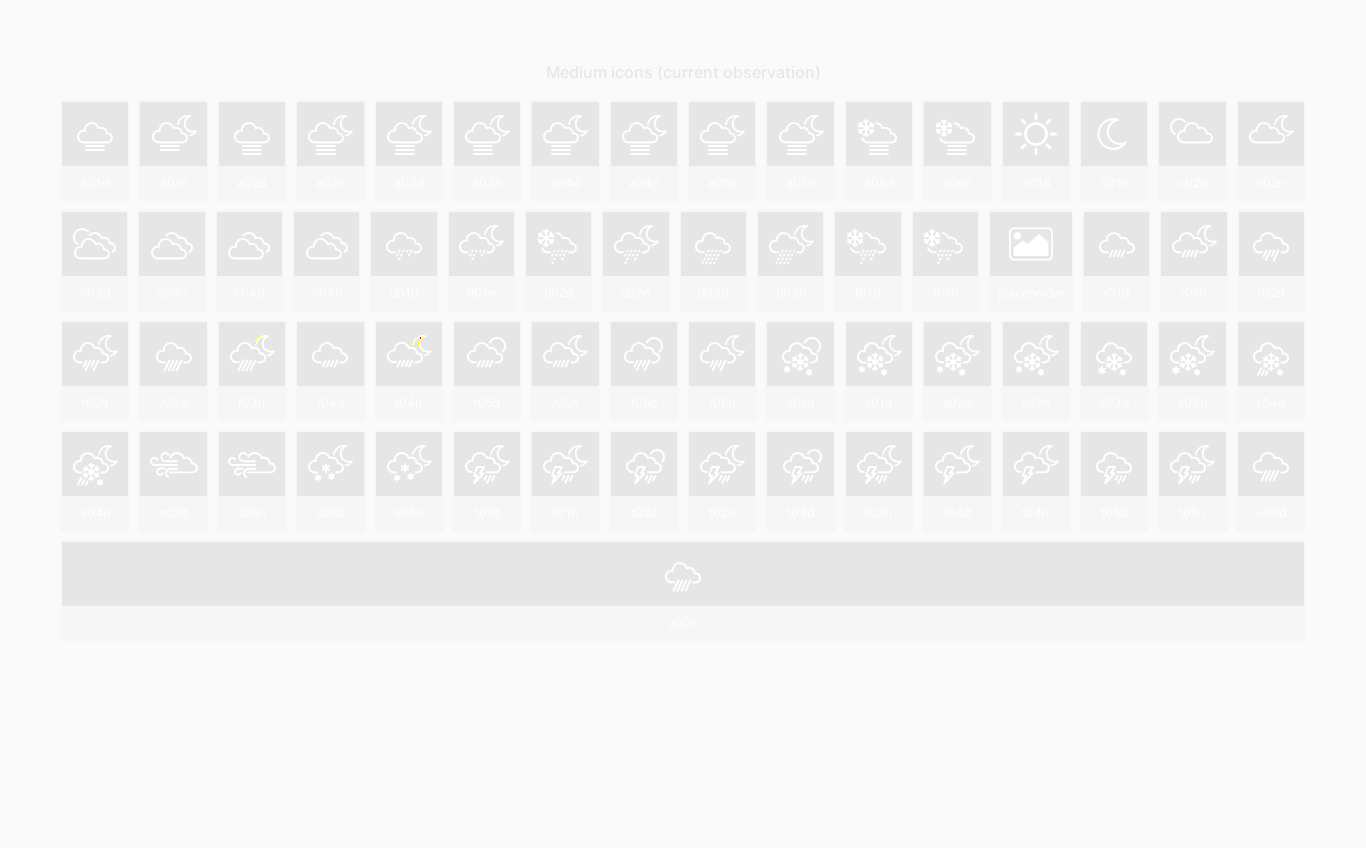 Medium icons (current observation)
a01d a01n a02d a02n a03d a03n a04d a04n a05d a05n a06d a06n c01d c01n c02d c02n
c03d c03n c04d c04n d01d d01n d02d d02n d03d d03n f01d f01n placeholder r01d r01n r02d
r02n r03d r03n r04d r04n r05d r05n r06d r06n s01d s01n s02d s02n s03d s03n s04d
s04n s05d s05n s06d s06n t01d t01n t02d t02n t03d t03n t04d t04n t05d t05n u00d
u00n